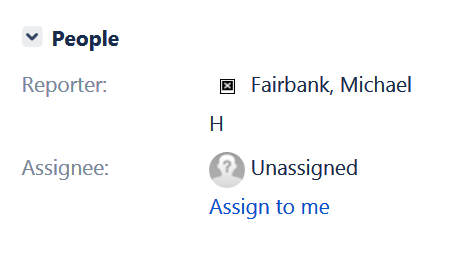 People
Reporter: Fairbank, Michael
H
Assignee: Unassigned
Assign to me